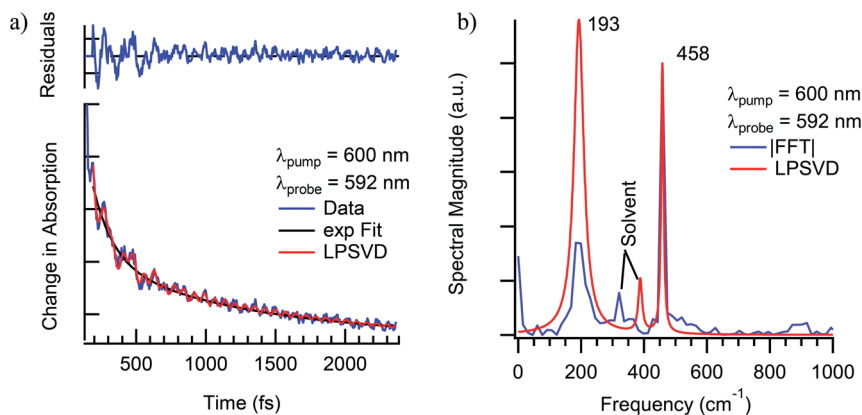 a)
Residuals
Change in Absorption
λpump = 600 nm
λprobe = 592 nm
Data
exp Fit
LPSVD
500
1000
1500
2000
Time (fs)
b)
193
458
Spectral Magnitude (a.u.)
λpump = 600 nm
λprobe = 592 nm
|FFT|
LPSVD
Solvent
0
200
400
600
800
1000
Frequency (cm⁻¹)